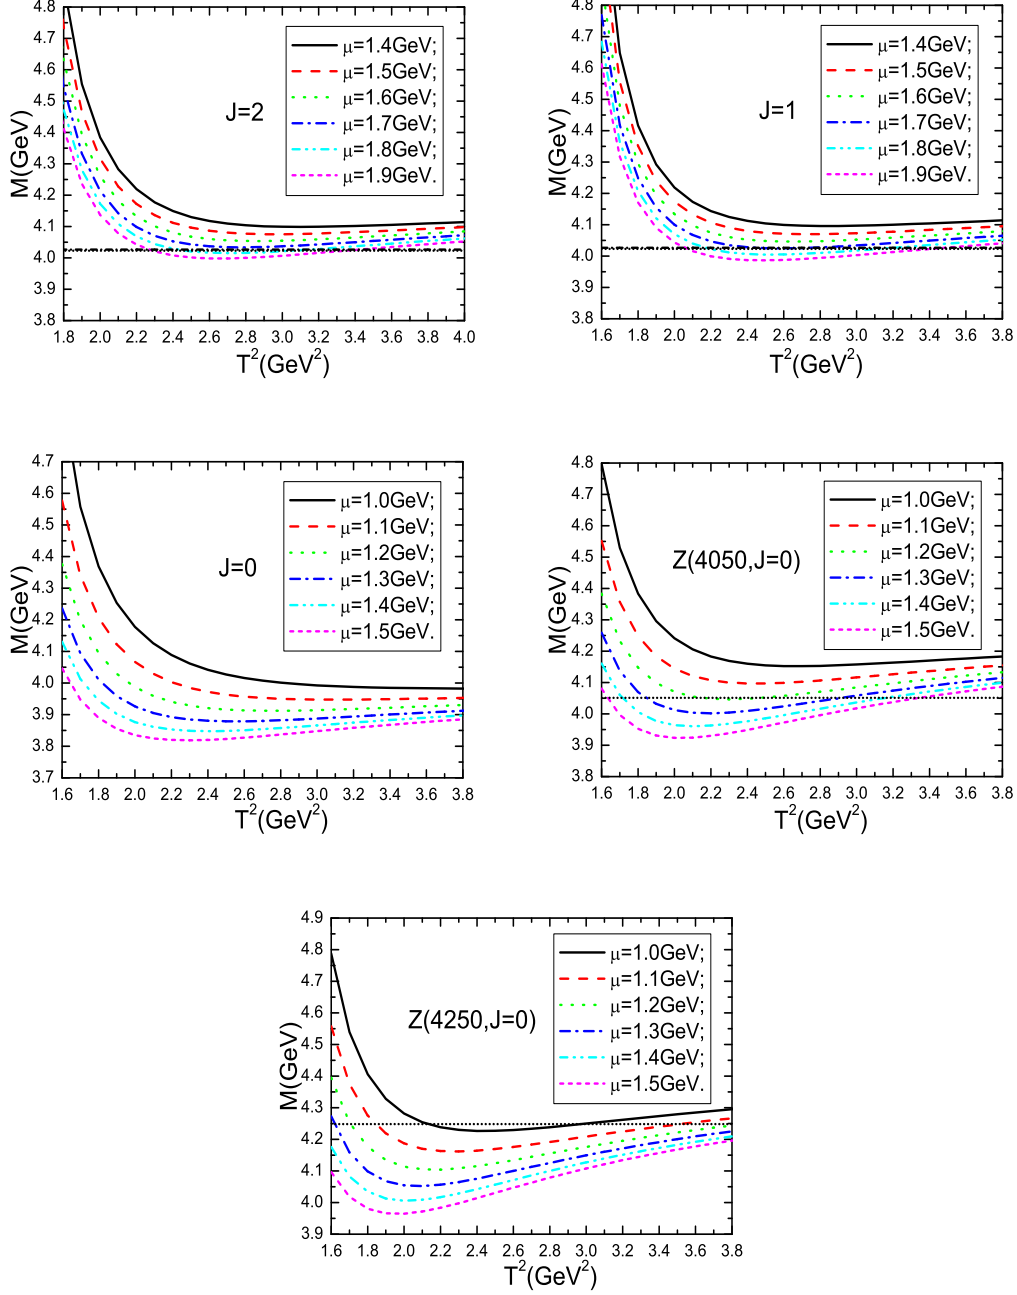 4.8
4.7
4.6
4.5
4.4
4.3
4.2
4.1
4.0
3.9
3.8
M(GeV)
J=2
μ=1.4GeV;
μ=1.5GeV;
μ=1.6GeV;
μ=1.7GeV;
μ=1.8GeV;
μ=1.9GeV.
1.8 2.0 2.2 2.4 2.6 2.8 3.0 3.2 3.4 3.6 3.8 4.0
T²(GeV²)
4.8
4.7
4.6
4.5
4.4
4.3
4.2
4.1
4.0
3.9
3.8
M(GeV)
J=1
μ=1.4GeV;
μ=1.5GeV;
μ=1.6GeV;
μ=1.7GeV;
μ=1.8GeV;
μ=1.9GeV.
1.6 1.8 2.0 2.2 2.4 2.6 2.8 3.0 3.2 3.4 3.6 3.8
T²(GeV²)
4.7
4.6
4.5
4.4
4.3
4.2
4.1
4.0
3.9
3.8
3.7
M(GeV)
J=0
μ=1.0GeV;
μ=1.1GeV;
μ=1.2GeV;
μ=1.3GeV;
μ=1.4GeV;
μ=1.5GeV.
1.6 1.8 2.0 2.2 2.4 2.6 2.8 3.0 3.2 3.4 3.6 3.8
T²(GeV²)
4.8
4.7
4.6
4.5
4.4
4.3
4.2
4.1
4.0
3.9
3.8
M(GeV)
Z(4050,J=0)
μ=1.0GeV;
μ=1.1GeV;
μ=1.2GeV;
μ=1.3GeV;
μ=1.4GeV;
μ=1.5GeV.
1.6 1.8 2.0 2.2 2.4 2.6 2.8 3.0 3.2 3.4 3.6 3.8
T²(GeV²)
4.9
4.8
4.7
4.6
4.5
4.4
4.3
4.2
4.1
4.0
3.9
M(GeV)
Z(4250,J=0)
μ=1.0GeV;
μ=1.1GeV;
μ=1.2GeV;
μ=1.3GeV;
μ=1.4GeV;
μ=1.5GeV.
1.6 1.8 2.0 2.2 2.4 2.6 2.8 3.0 3.2 3.4 3.6 3.8
T²(GeV²)